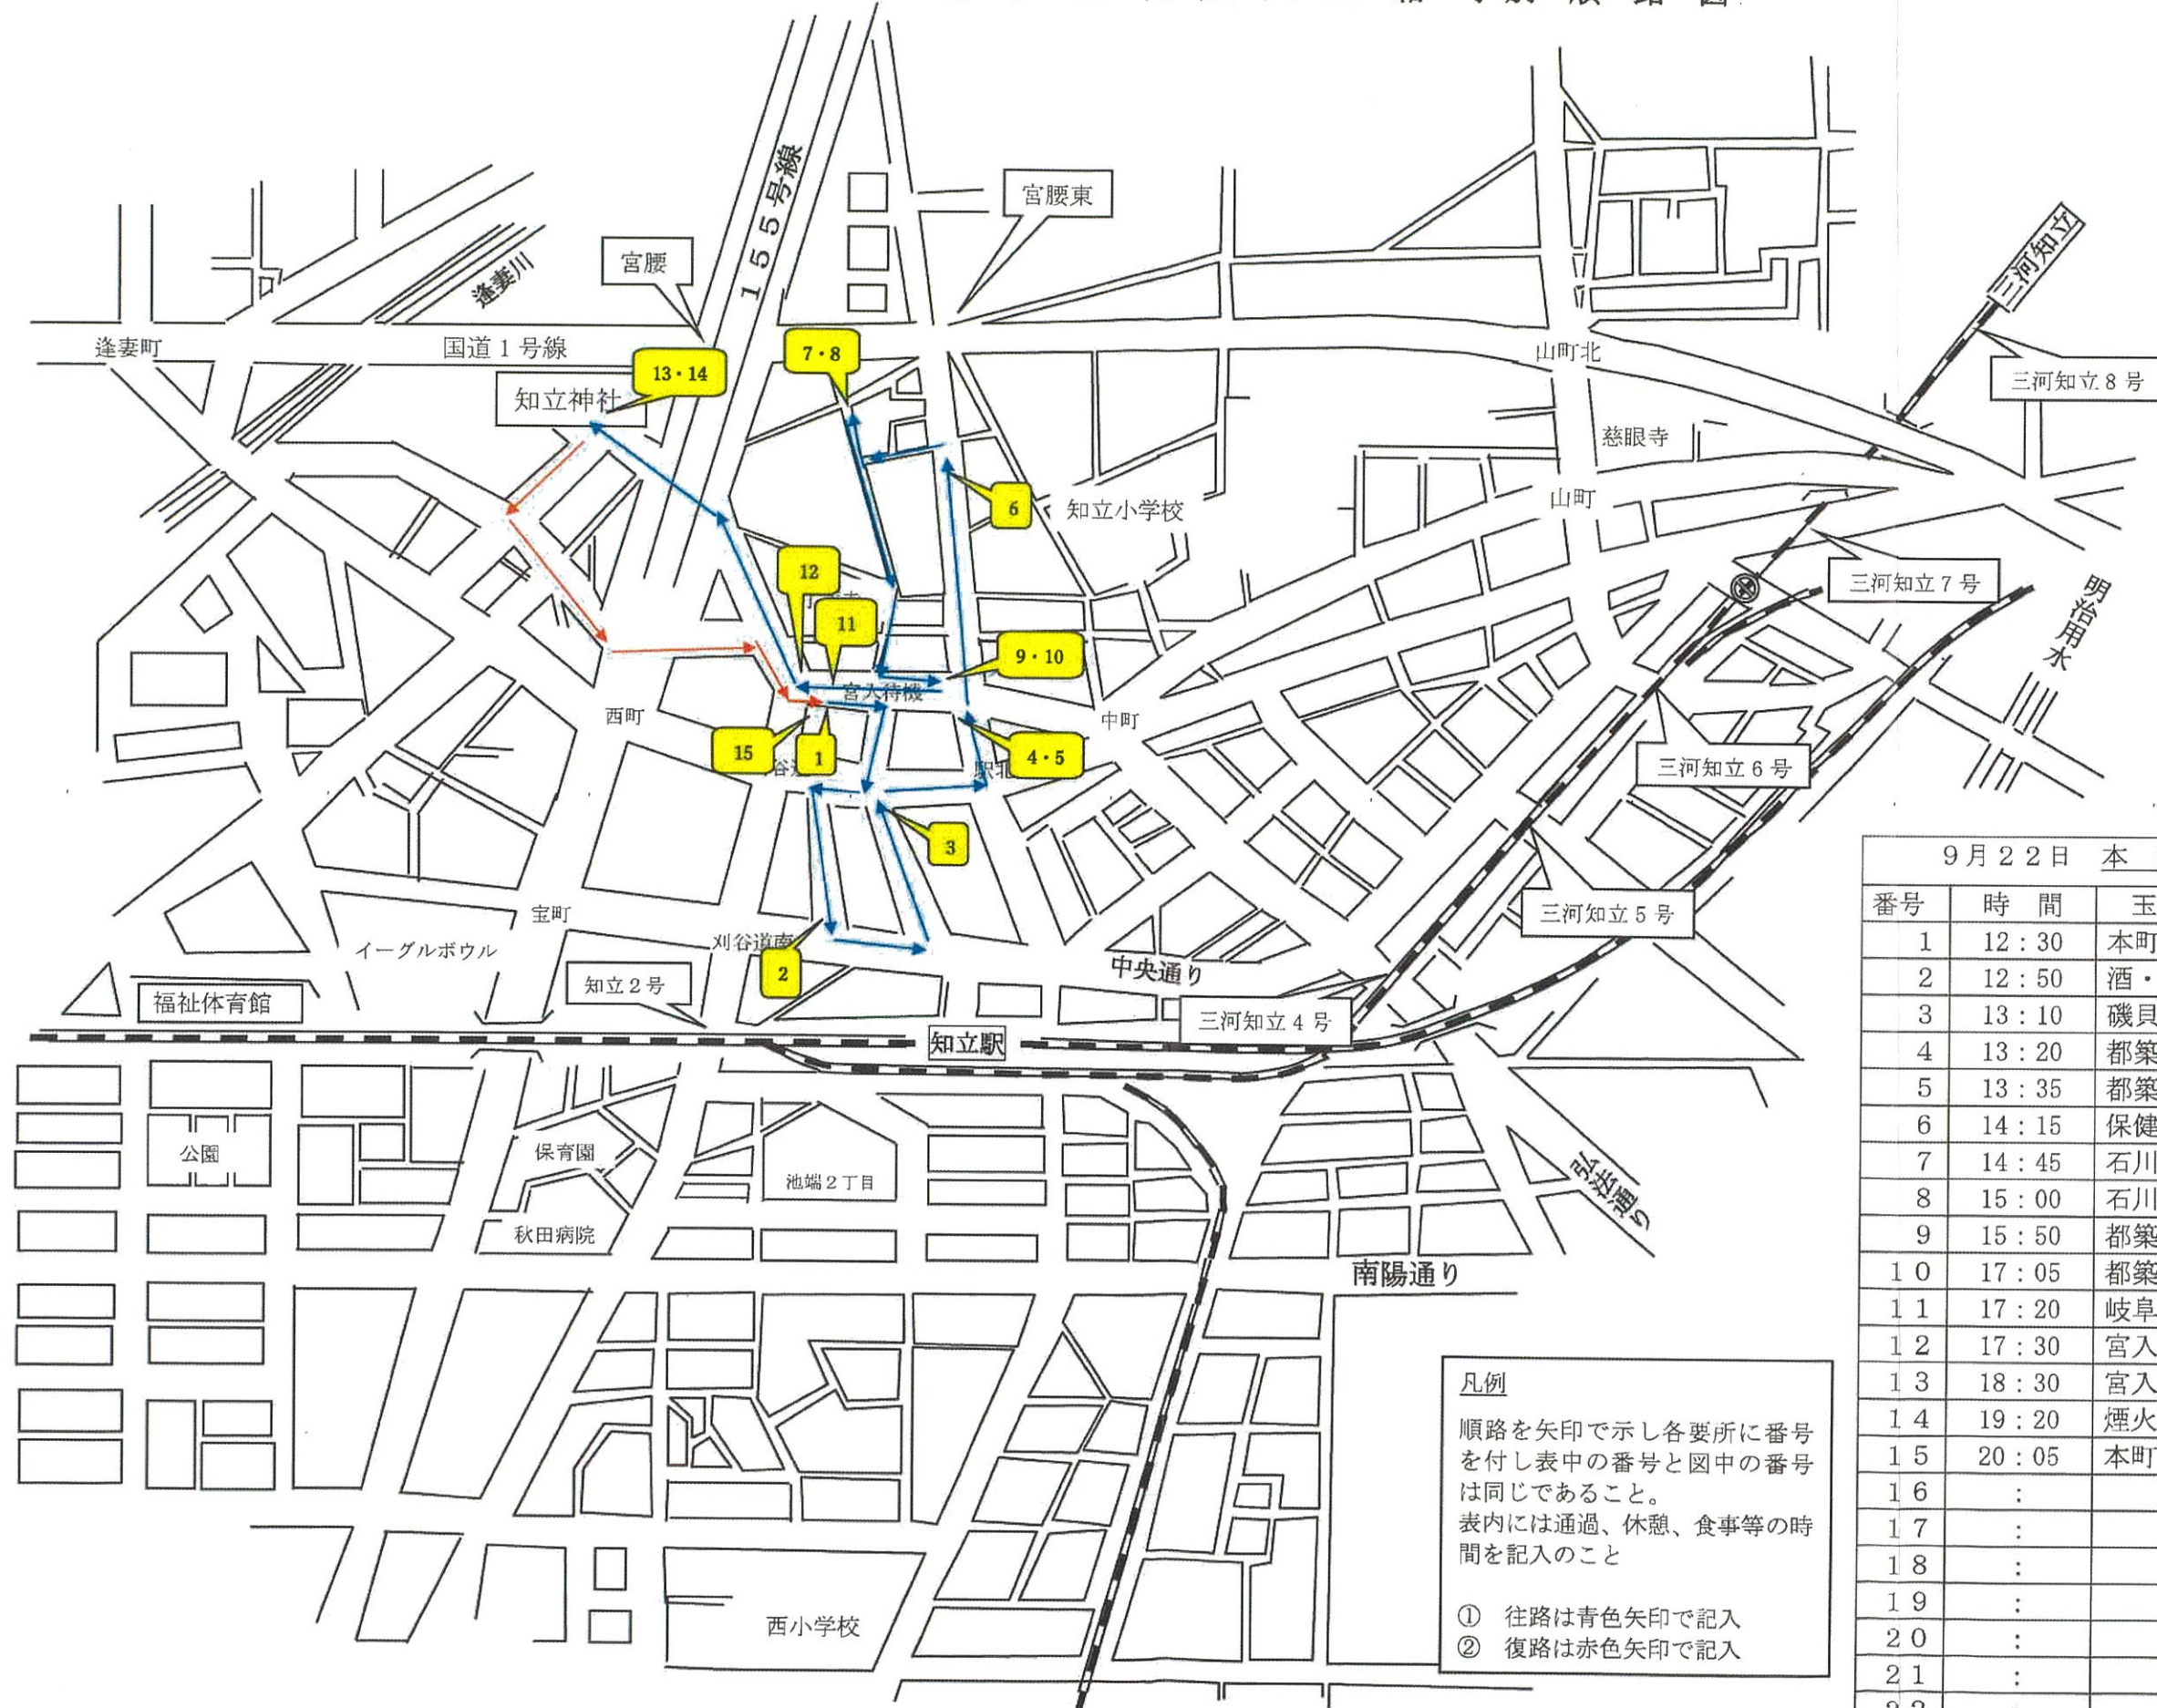 順 路 図
155号線
宮腰東
宮腰
逢妻川
三河知立
逢妻町
国道1号線
7・8
山町北
13・14
三河知立8号
知立神社
慈眼寺
6
知立小学校
山町
12
三河知立7号
明治用水
11
9・10
宮入待機
西町
中町
15
1
4・5
駅北
三河知立6号
3
三河知立5号
宝町
イーグルボウル
刈谷道南
2
中央通り
知立2号
福祉体育館
三河知立4号
知立駅
公園
保育園
池端2丁目
弘法通り
秋田病院
南陽通り
西小学校
凡例
順路を矢印で示し各要所に番号
を付し表中の番号と図中の番号
は同じであること。
表内には通過、休憩、食事等の時
間を記入のこと
① 往路は青色矢印で記入
② 復路は赤色矢印で記入
9月22日 本
番号 時 間 玉
1 12:30 本町
2 12:50 酒・
3 13:10 磯貝
4 13:20 都築
5 13:35 都築
6 14:15 保健
7 14:45 石川
8 15:00 石川
9 15:50 都築
10 17:05 都築
11 17:20 岐阜
12 17:30 宮入
13 18:30 宮入
14 19:20 煙火
15 20:05 本町
16 :
17 :
18 :
19 :
20 :
21 :